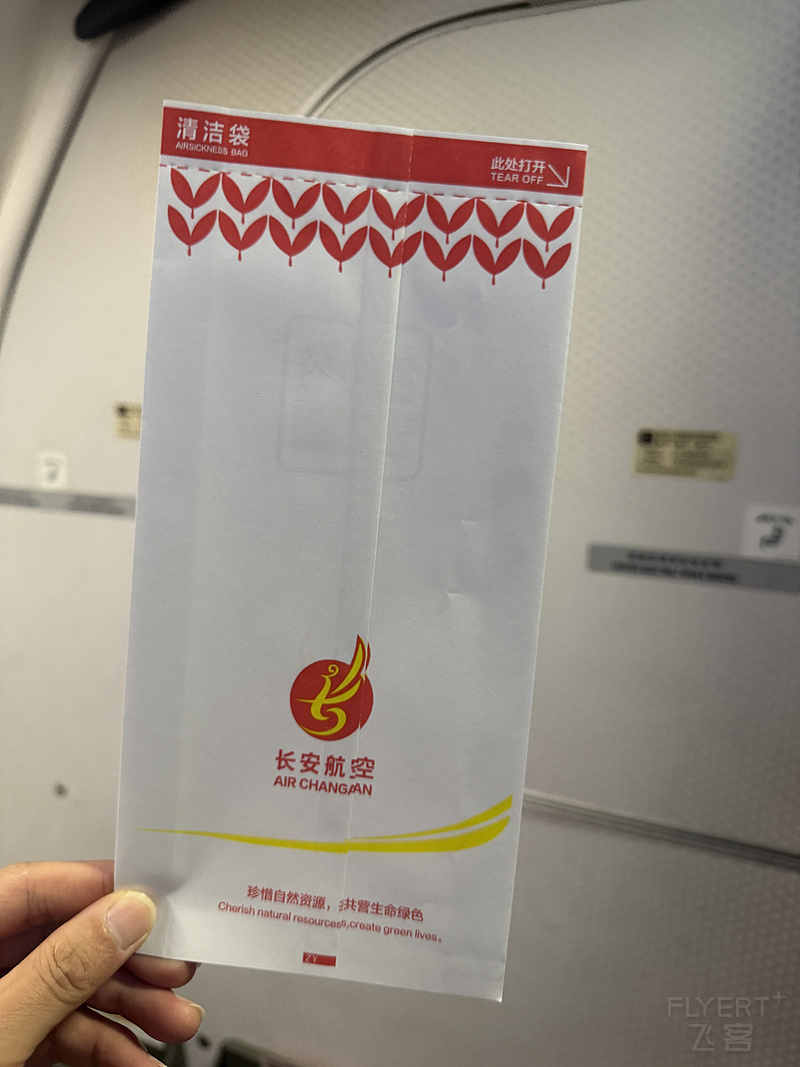 清洁袋
AIRSICKNESS BAG
此处打开
TEAR OFF
长安航空
AIR CHANGAN
珍惜自然资源，共营生命绿色
Cherish natural resources,create green lives。
ZY
FLYERT+
飞客